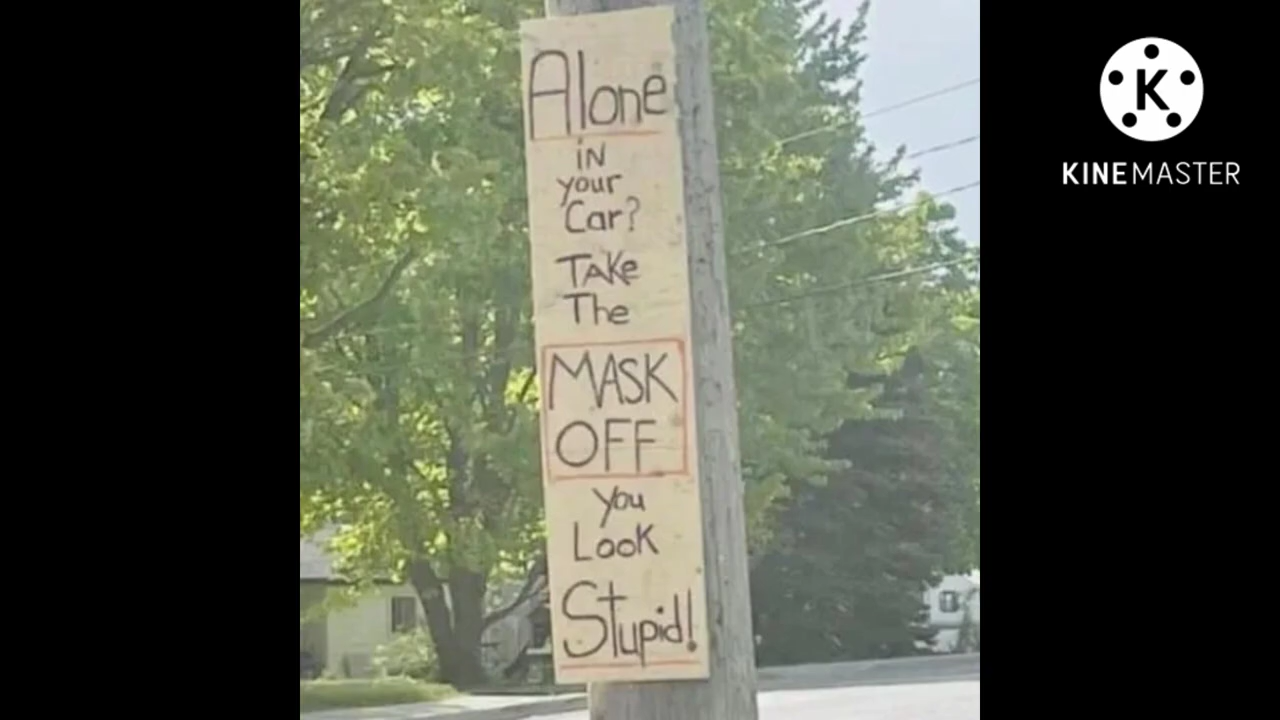 Alone
in
your
Car?
TAKe
The
MASK
OFF
you
Look
Stupid!
K
KINEMASTER